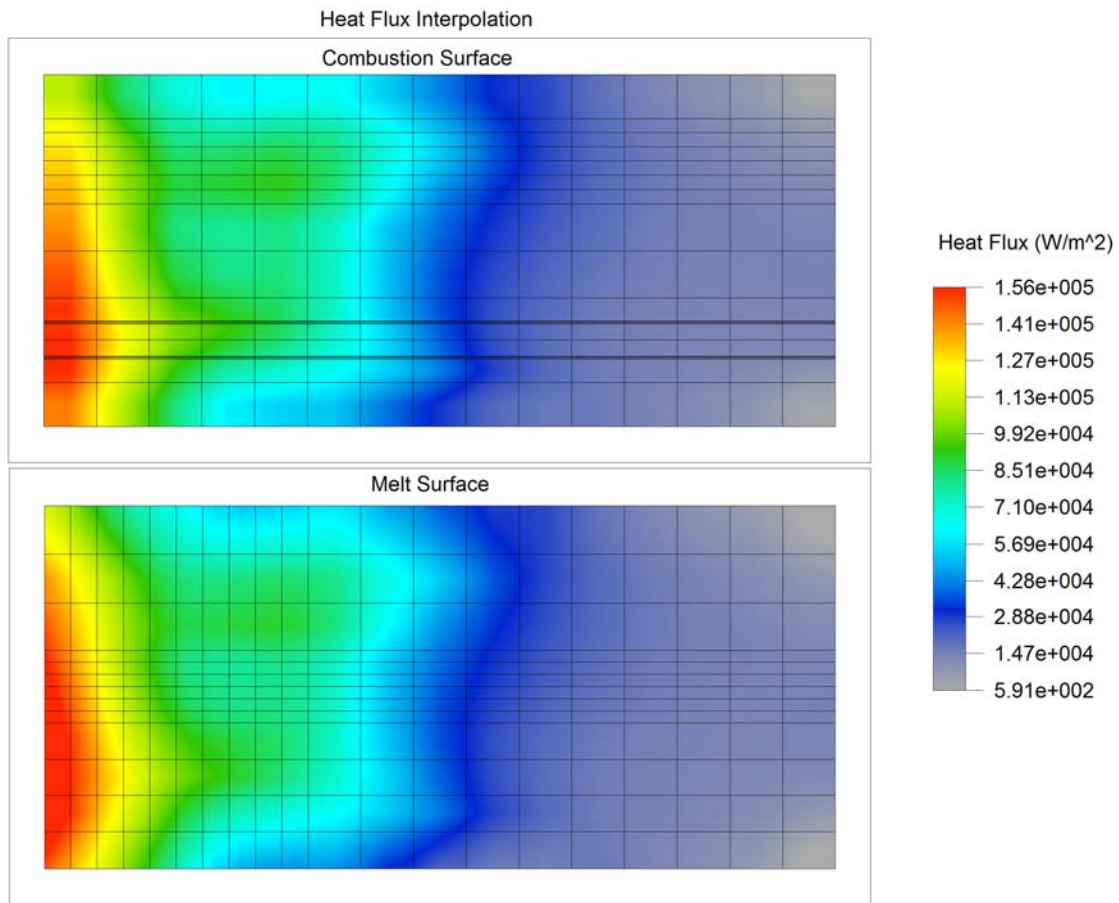 Heat Flux Interpolation
Combustion Surface
Melt Surface
Heat Flux (W/m^2)
1.56e+005
1.41e+005
1.27e+005
1.13e+005
9.92e+004
8.51e+004
7.10e+004
5.69e+004
4.28e+004
2.88e+004
1.47e+004
5.91e+002